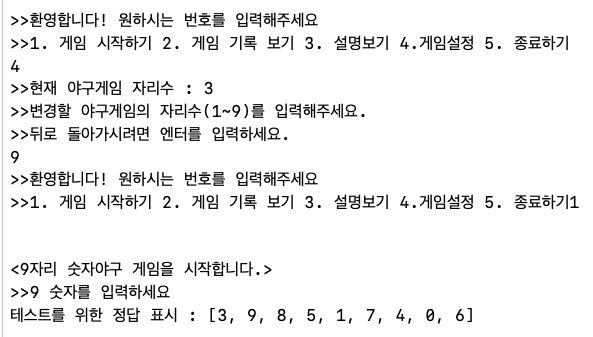 >>환영합니다! 원하시는 번호를 입력해주세요
>>1. 게임 시작하기 2. 게임 기록 보기 3. 설명보기 4.게임설정 5. 종료하기
4
>>현재 야구게임 자리수 : 3
>>변경할 야구게임의 자리수(1~9)를 입력해주세요.
>>뒤로 돌아가시려면 엔터를 입력하세요.
9
>>환영합니다! 원하시는 번호를 입력해주세요
>>1. 게임 시작하기 2. 게임 기록 보기 3. 설명보기 4.게임설정 5. 종료하기1
<9자리 숫자야구 게임을 시작합니다.>
>>9 숫자를 입력하세요
테스트를 위한 정답 표시 : [3, 9, 8, 5, 1, 7, 4, 0, 6]